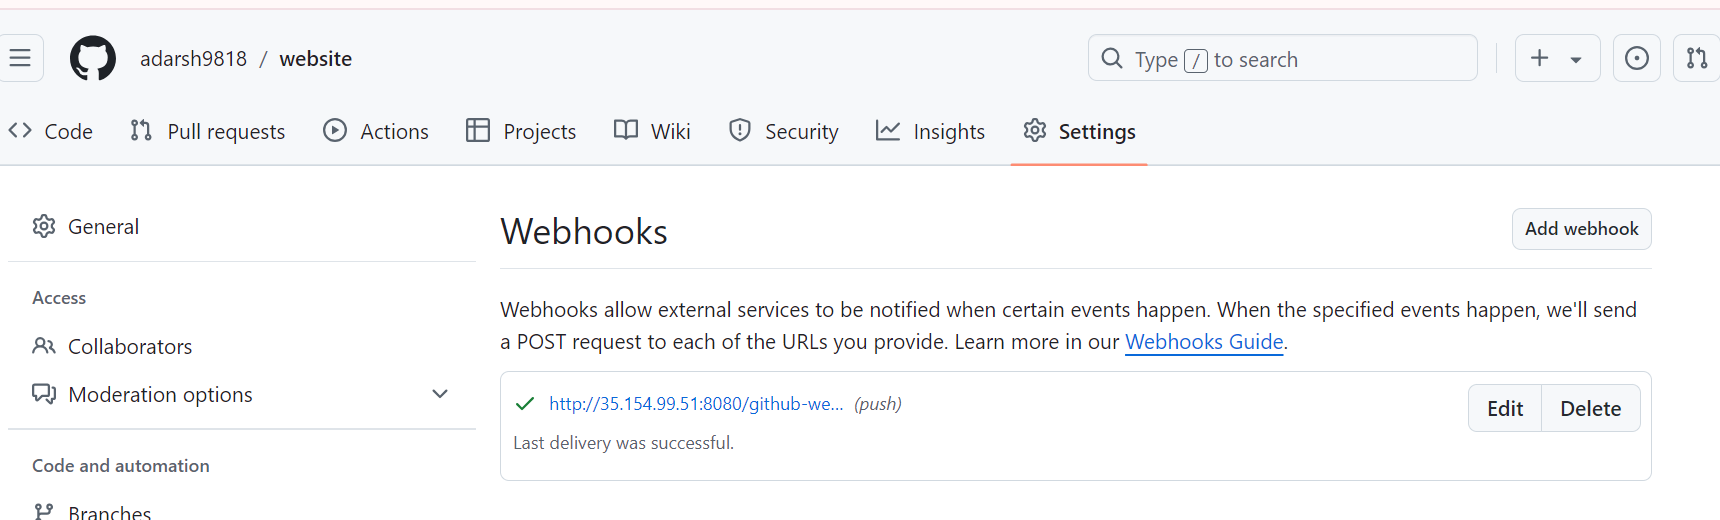 adarsh9818 / website
Type / to search
Code Pull requests Actions Projects Wiki Security Insights Settings
General
Access
Collaborators
Moderation options
Code and automation
Branches
Webhooks
Add webhook
Webhooks allow external services to be notified when certain events happen. When the specified events happen, we'll send
a POST request to each of the URLs you provide. Learn more in our Webhooks Guide.
http://35.154.99.51:8080/github-we... (push)
Edit Delete
Last delivery was successful.